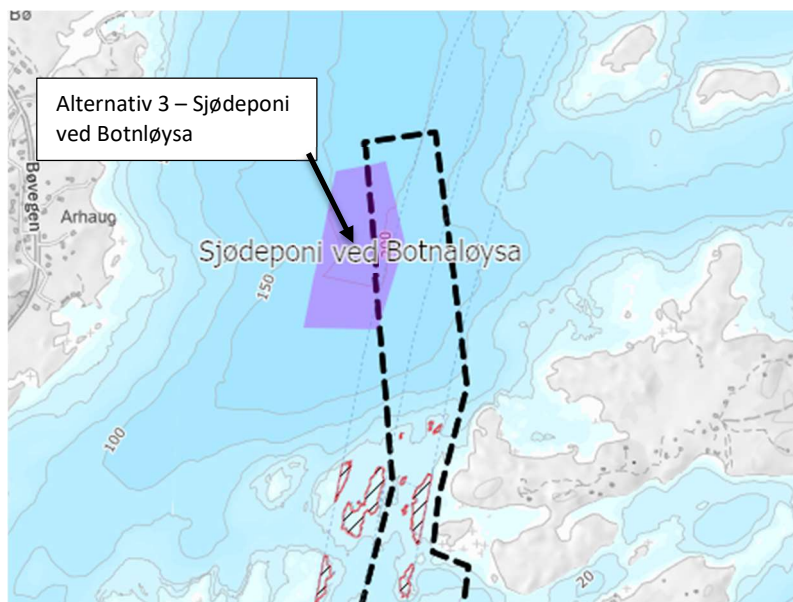 Bø
Alternativ 3 – Sjødeponi
ved Botnløysa
Bøvegen
Arhaug
Sjødeponi ved Botnaløysa
150
100
20